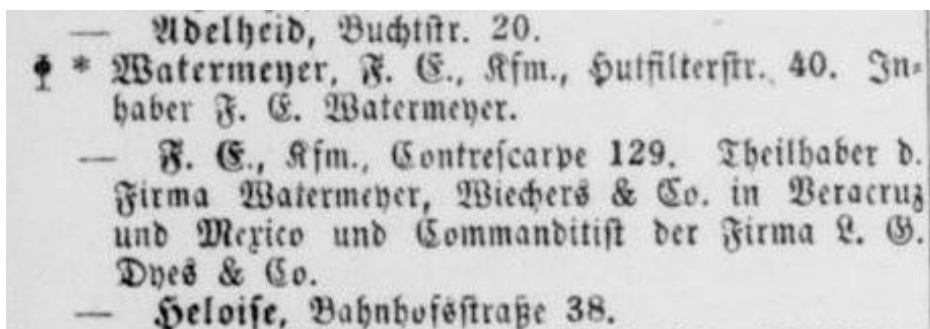 — Adelheid, Buchtstr. 20.
* Watermeyer, F. E., Kfm., Hutfilterstr. 40. In-
haber F. E. Watermeyer.
— F. E., Kfm., Contrescarpe 129. Theilhaber d.
Firma Watermeyer, Wiechers & Co. in Veracruz
und Mexico und Commanditist der Firma L. G.
Dyes & Co.
— Heloise, Bahnhofsstraße 38.